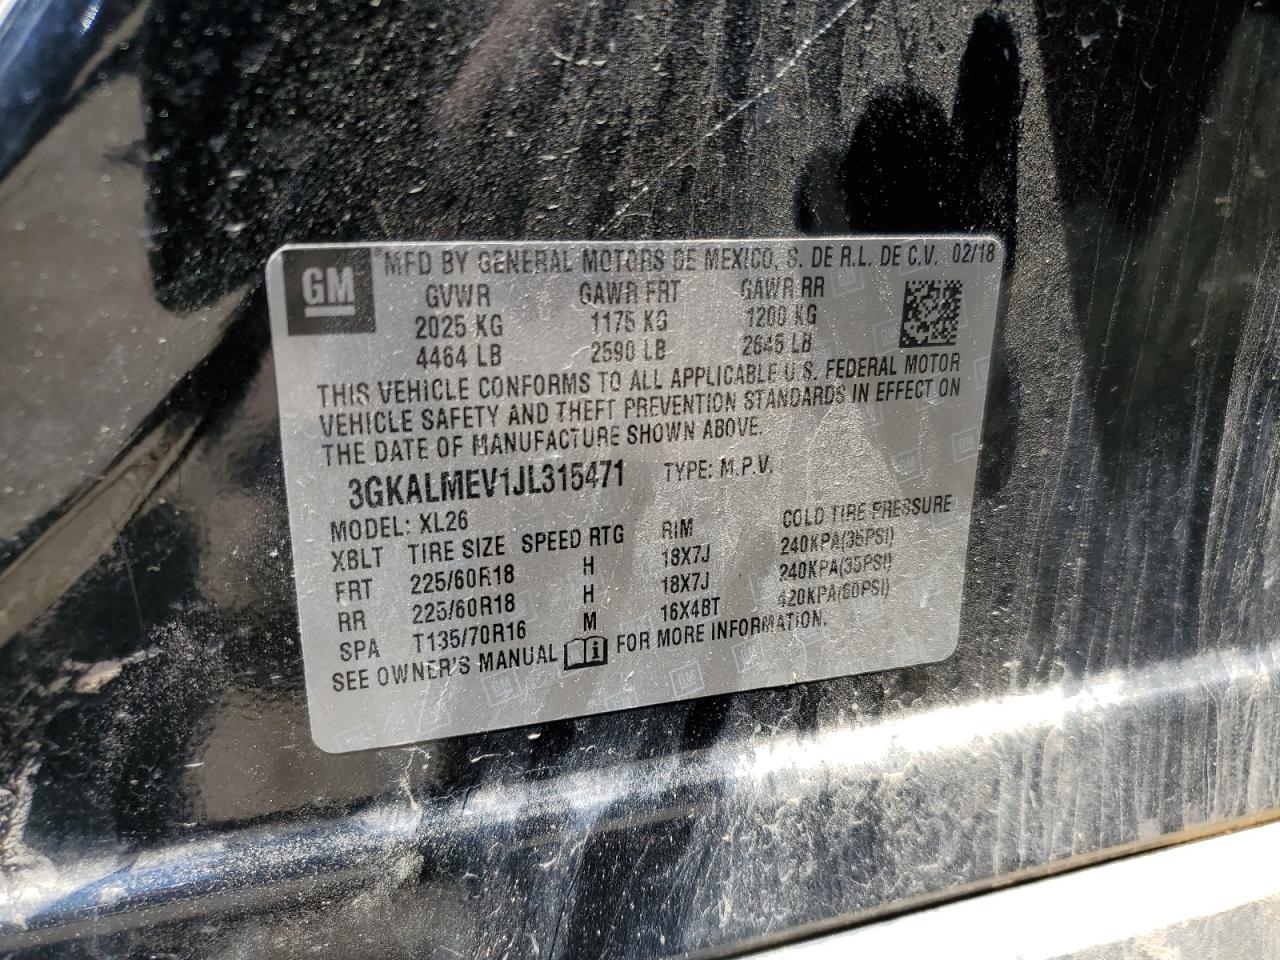 GM MFD BY GENERAL MOTORS DE MEXICO, S. DE R.L. DE C.V. 02/18
GVWR GAWR FRT GAWR RR
2025 KG 1175 KG 1200 KG
4464 LB 2590 LB 2645 LB
THIS VEHICLE CONFORMS TO ALL APPLICABLE U.S. FEDERAL MOTOR
VEHICLE SAFETY AND THEFT PREVENTION STANDARDS IN EFFECT ON
THE DATE OF MANUFACTURE SHOWN ABOVE.
3GKALMEV1JL315471 TYPE: M.P.V.
MODEL: XL26
XBLT TIRE SIZE SPEED RTG RIM COLD TIRE PRESSURE
FRT 225/60R18 H 18X7J 240KPA(35PSI)
RR 225/60R18 H 18X7J 240KPA(35PSI)
SPA T135/70R16 M 16X4BT 420KPA(60PSI)
SEE OWNER'S MANUAL i FOR MORE INFORMATION.